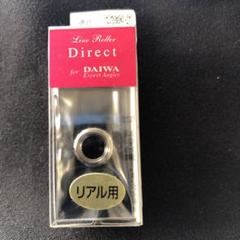 Line Roller
Direct
for DAIWA
Expert Angler
リアル用